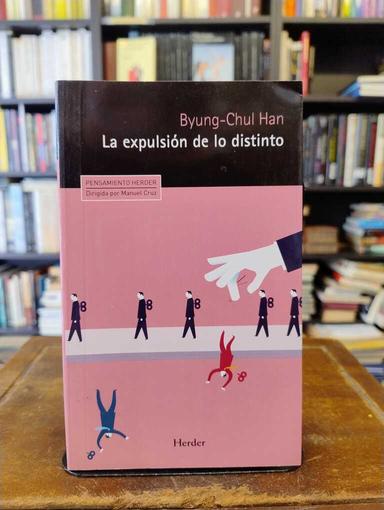 Byung-Chul Han
La expulsión de lo distinto
PENSAMIENTO HERDER
Dirigida por Manuel Cruz
Herder